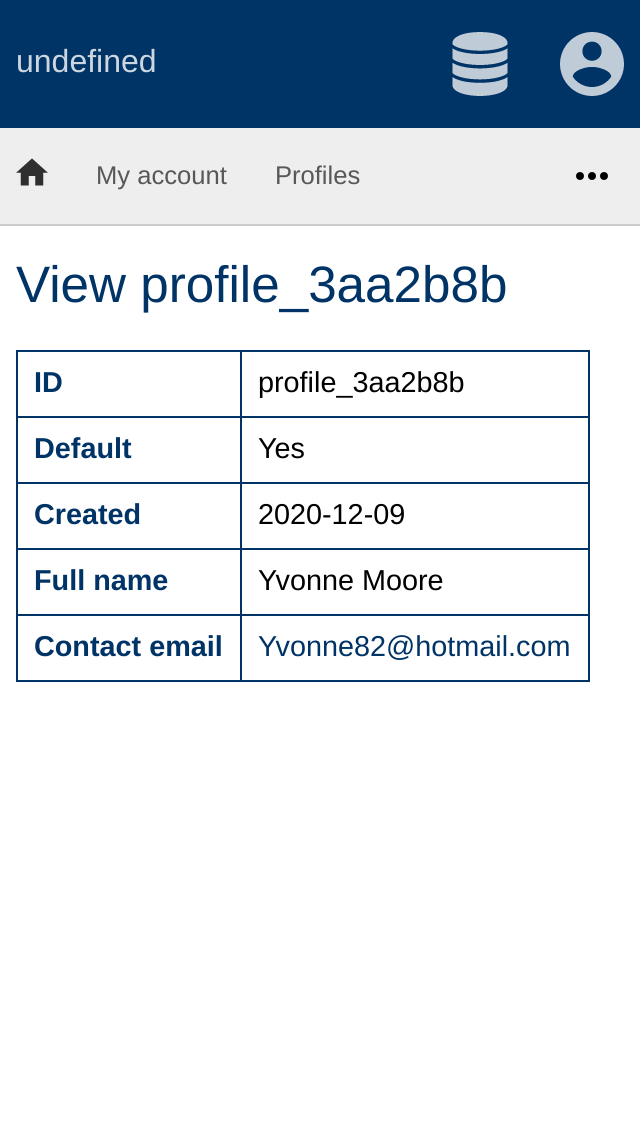 undefined
My account Profiles
View profile_3aa2b8b
ID profile_3aa2b8b
Default Yes
Created 2020-12-09
Full name Yvonne Moore
Contact email Yvonne82@hotmail.com